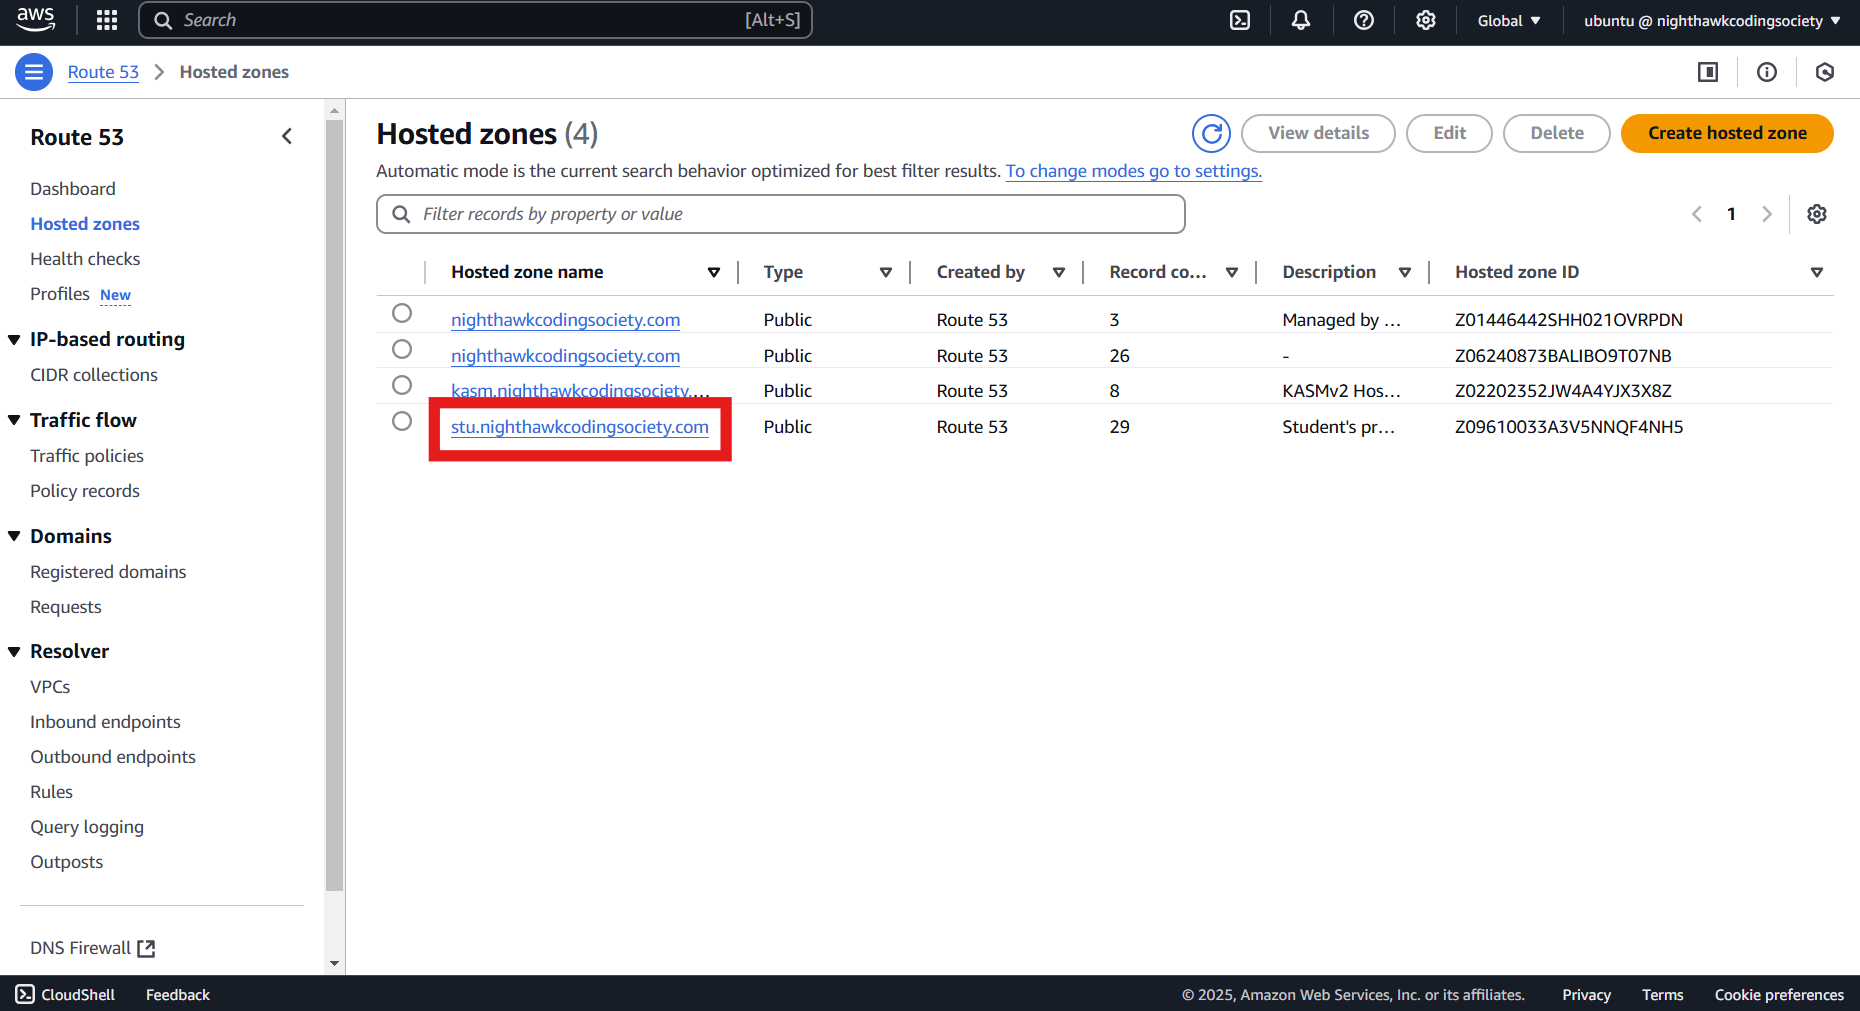 aws
Search [Alt+S]
Global
ubuntu @ nighthawkcodingsociety
Route 53 Hosted zones
Route 53
Dashboard
Hosted zones
Health checks
Profiles New
IP-based routing
CIDR collections
Traffic flow
Traffic policies
Policy records
Domains
Registered domains
Requests
Resolver
VPCs
Inbound endpoints
Outbound endpoints
Rules
Query logging
Outposts
DNS Firewall
Hosted zones (4)
View details
Edit
Delete
Create hosted zone
Automatic mode is the current search behavior optimized for best filter results. To change modes go to settings.
Filter records by property or value
1
Hosted zone name Type Created by Record co... Description Hosted zone ID
nighthawkcodingsociety.com Public Route 53 3 Managed by ... Z01446442SHH021OVRPDN
nighthawkcodingsociety.com Public Route 53 26 - Z06240873BALIBO9T07NB
kasm.nighthawkcodingsociety.... Public Route 53 8 KASMv2 Hos... Z02202352JW4A4YJX3X8Z
stu.nighthawkcodingsociety.com Public Route 53 29 Student's pr... Z09610033A3V5NNQF4NH5
CloudShell Feedback
© 2025, Amazon Web Services, Inc. or its affiliates. Privacy Terms Cookie preferences